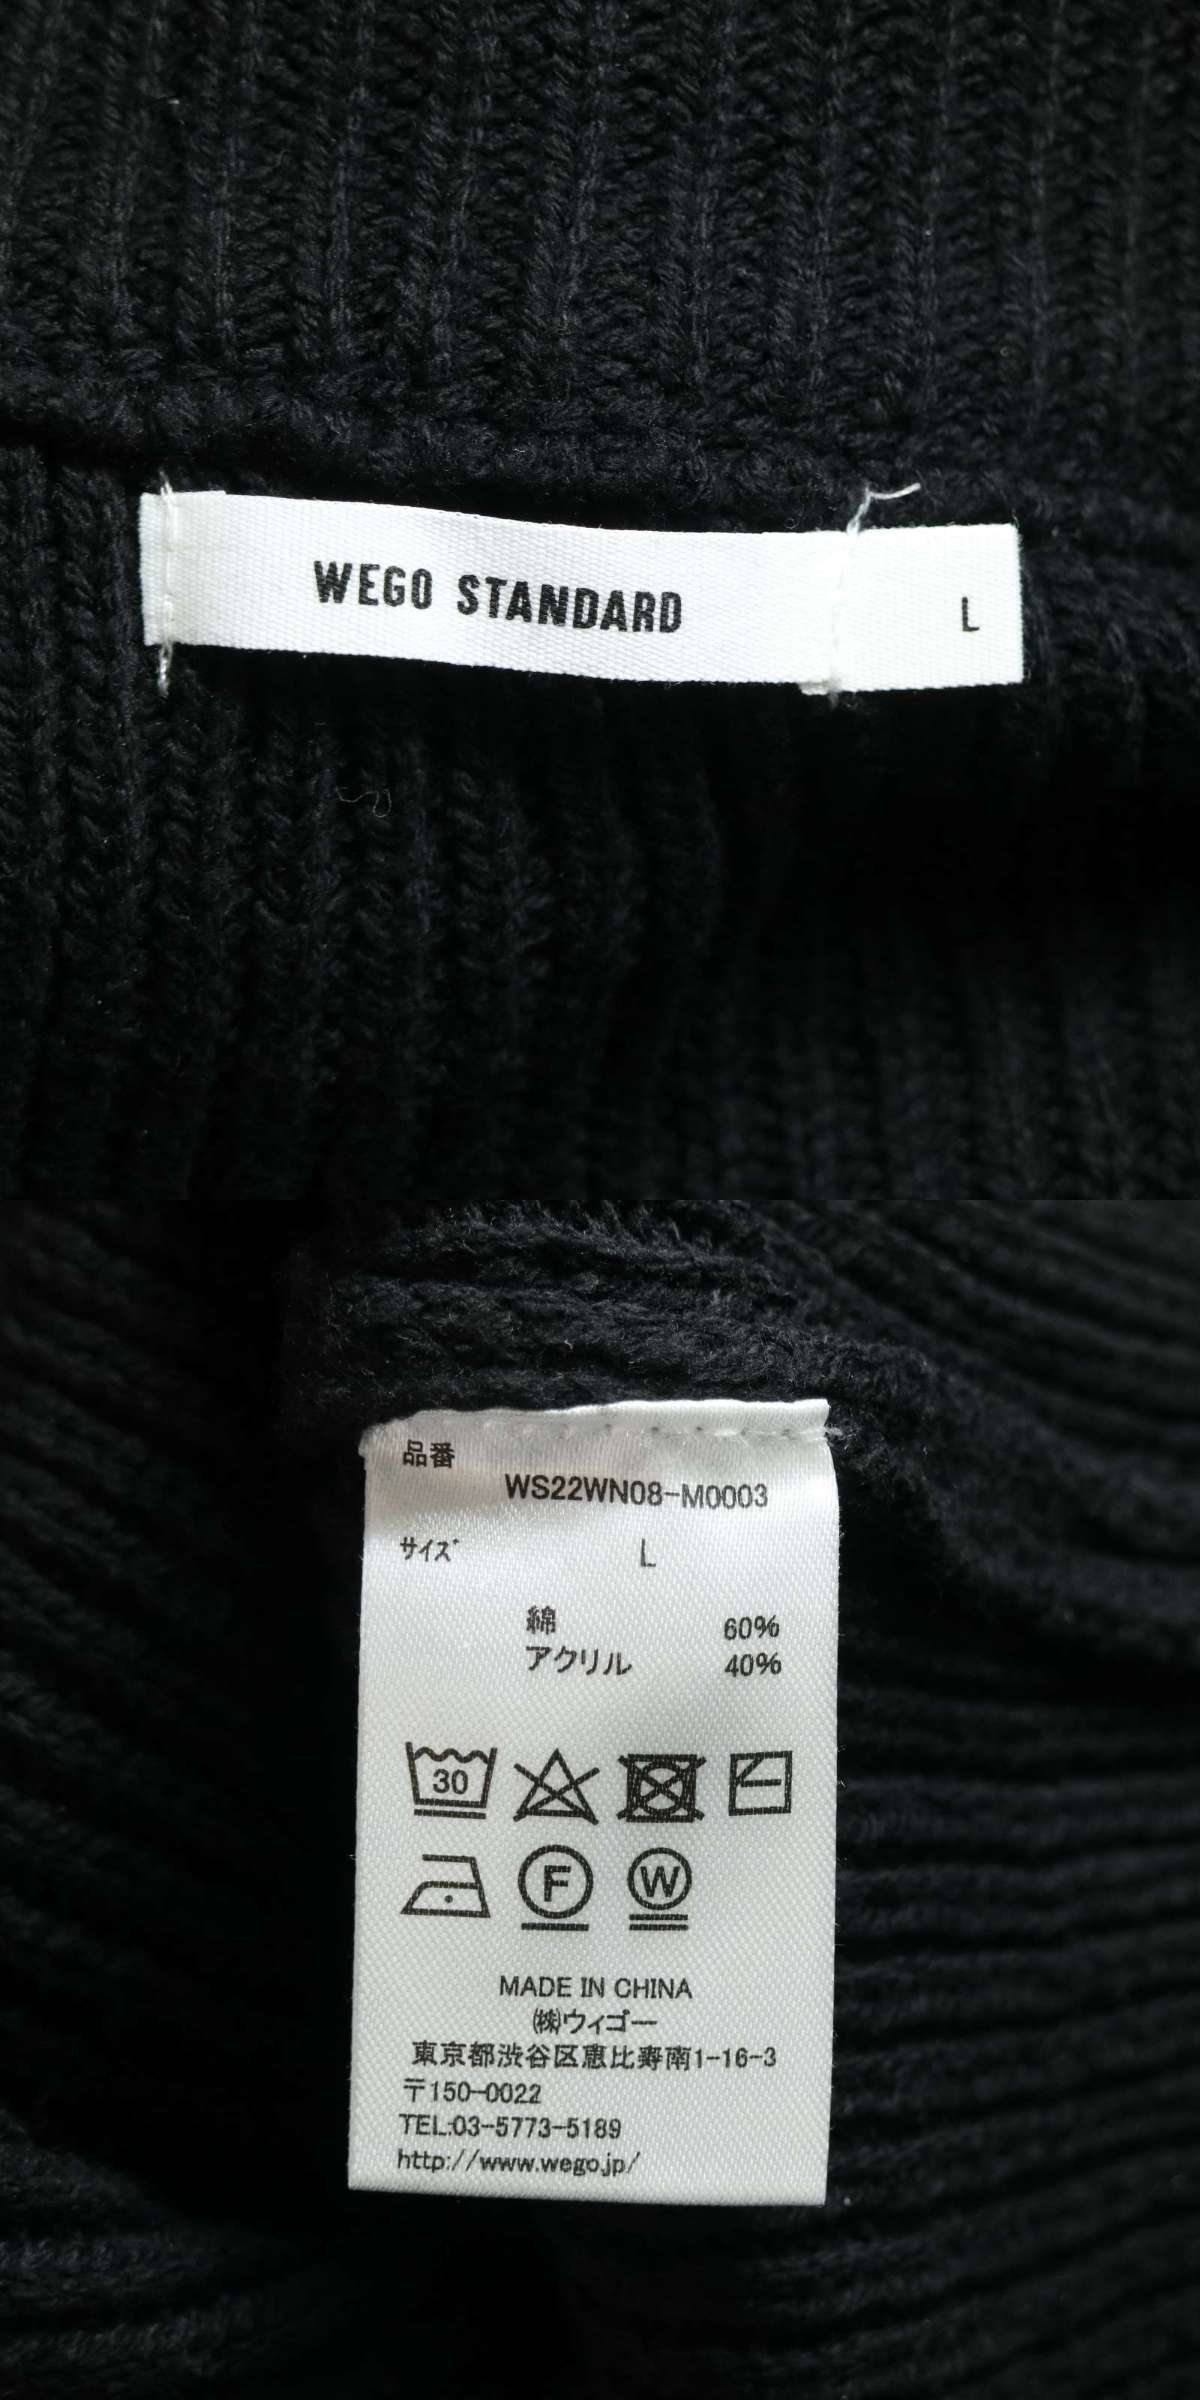 WEGO STANDARD
L
品番
WS22WN08-M0003
サイズ L
綿 60%
アクリル 40%
30
F W
MADE IN CHINA
㈱ウィゴー
東京都渋谷区恵比寿南1-16-3
〒150-0022
TEL:03-5773-5189
http://www.wego.jp/